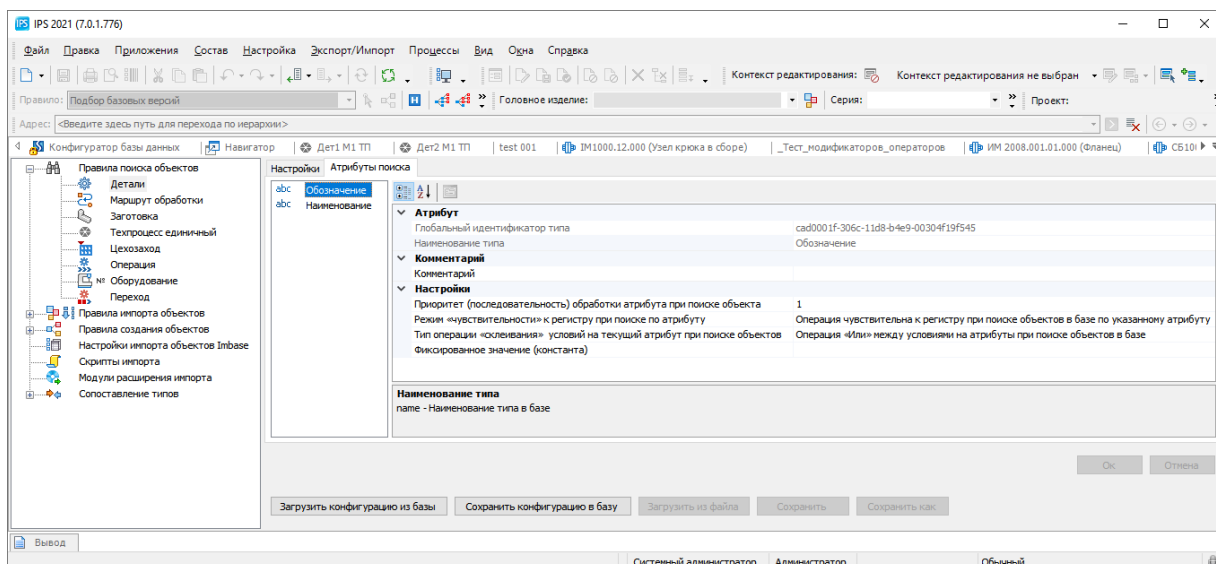 IPS 2021 (7.0.1.776)
Файл Правка Приложения Состав Настройка Экспорт/Импорт Процессы Вид Окна Справка
Контекст редактирования: Контекст редактирования не выбран
Правило: Подбор базовых версий Головное изделие: Серия: Проект:
Адрес: <Введите здесь путь для перехода по иерархии>
Конфигуратор базы данных Навигатор Дет1 М1 ТП Дет2 М1 ТП test 001 IM1000.12.000 (Узел крюка в сборе) _Тест_модификаторов_операторов ИМ 2008.001.01.000 (Фланец)
Правила поиска объектов
Детали
Маршрут обработки
Заготовка
Техпроцесс единичный
Цехозаход
Операция
№ Оборудование
Переход
Правила импорта объектов
Правила создания объектов
Настройки импорта объектов Imbase
Скрипты импорта
Модули расширения импорта
Сопоставление типов
Настройки Атрибуты поиска
abc Обозначение
abc Наименование
Атрибут
Глобальный идентификатор типа cad0001f-306c-11d8-b4e9-00304f19f545
Наименование типа Обозначение
Комментарий
Комментарий
Настройки
Приоритет (последовательность) обработки атрибута при поиске объекта 1
Режим «чувствительности» к регистру при поиске по атрибуту Операция чувствительна к регистру при поиске объектов в базе по указанному атрибуту
Тип операции «склеивания» условий на текущий атрибут при поиске объектов Операция «Или» между условиями на атрибуты при поиске объектов в базе
Фиксированное значение (константа)
Наименование типа
name - Наименование типа в базе
Ок Отмена
Загрузить конфигурацию из базы Сохранить конфигурацию в базу Загрузить из файла Сохранить Сохранить как
Вывод
Системный администратор Администратор Обычный